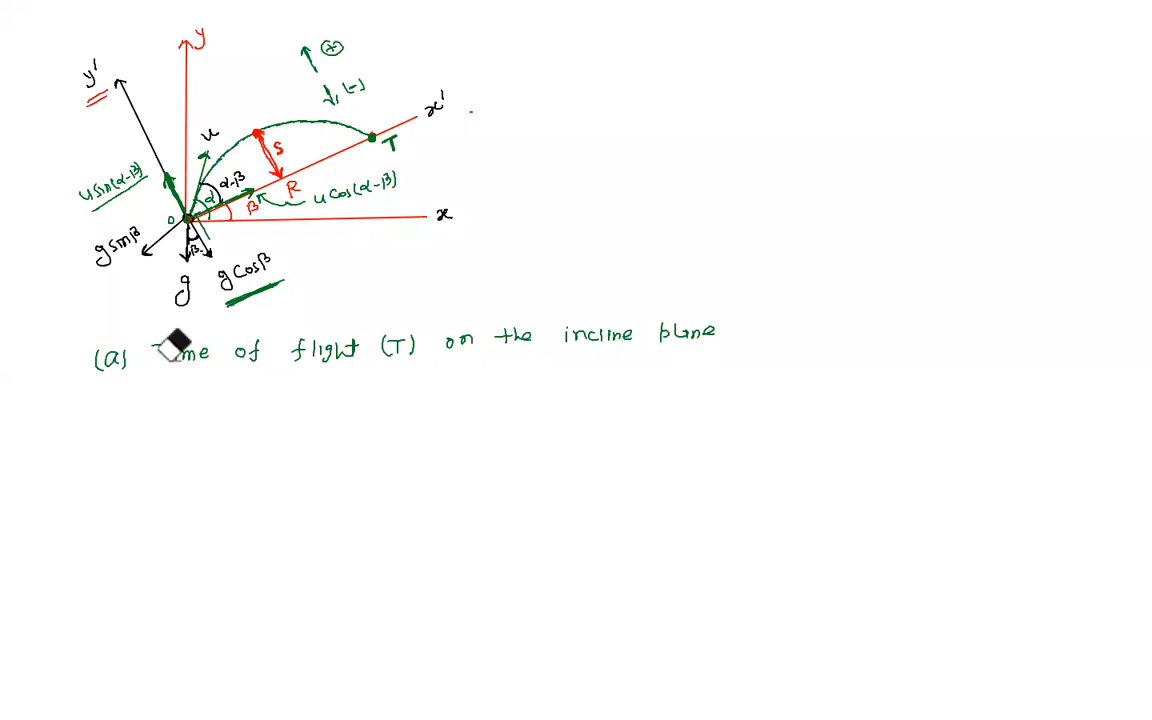 y
(+)
y'
↓(-)
x'
u
S
T
u sin(α-β)
α-β
R
u cos(α-β)
α
β
O
x
g sinβ
β
g cosβ
g
(a) Time of flight (T) on the incline plane